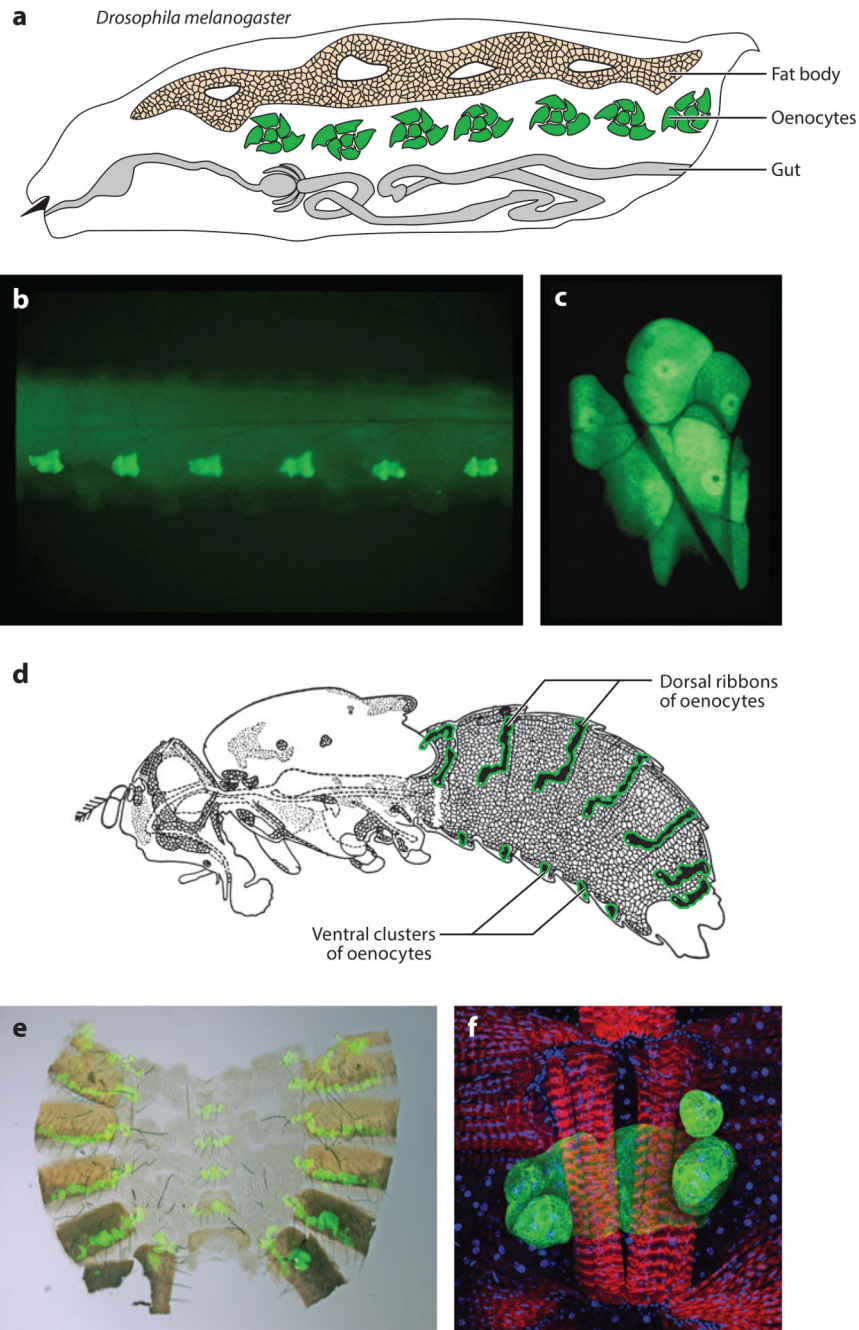 a
Drosophila melanogaster
Fat body
Oenocytes
Gut
b
c
d
Dorsal ribbons
of oenocytes
Ventral clusters
of oenocytes
e
f